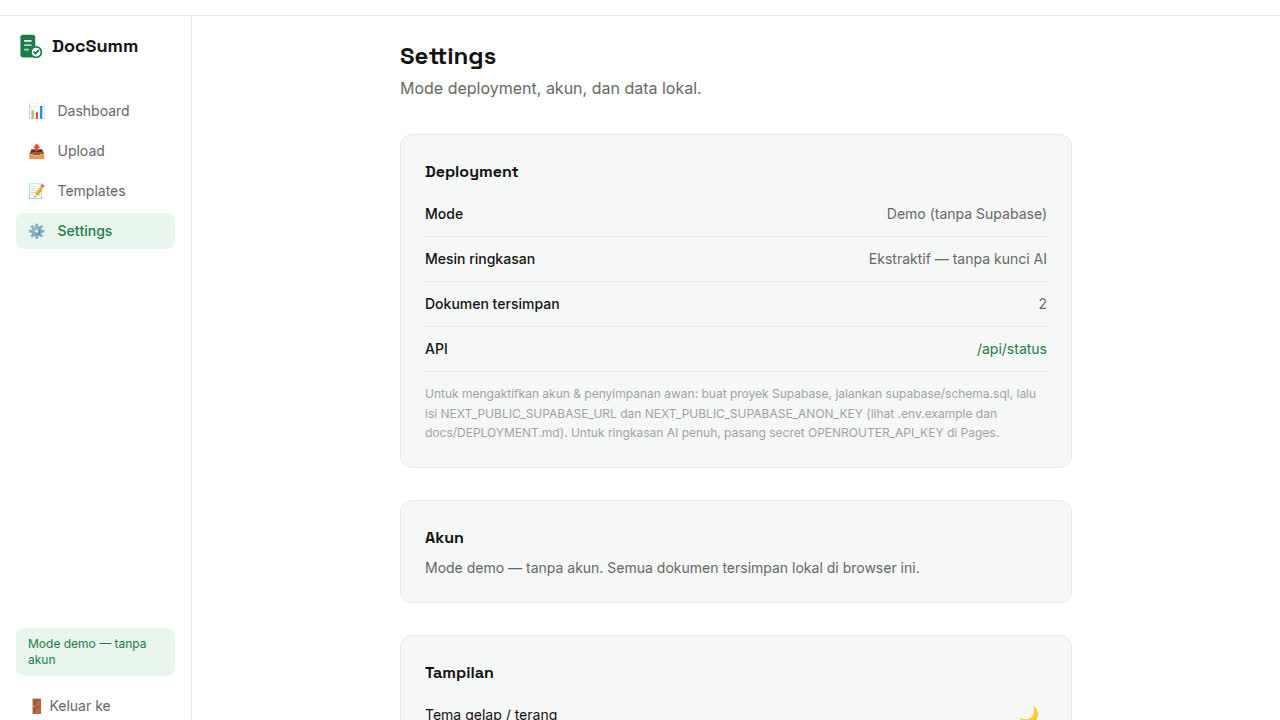 DocSumm
Dashboard
Upload
Templates
Settings
Mode demo — tanpa
akun
Keluar ke
Settings
Mode deployment, akun, dan data lokal.
Deployment
Mode
Demo (tanpa Supabase)
Mesin ringkasan
Ekstraktif — tanpa kunci AI
Dokumen tersimpan
2
API
/api/status
Untuk mengaktifkan akun & penyimpanan awan: buat proyek Supabase, jalankan supabase/schema.sql, lalu
isi NEXT_PUBLIC_SUPABASE_URL dan NEXT_PUBLIC_SUPABASE_ANON_KEY (lihat .env.example dan
docs/DEPLOYMENT.md). Untuk ringkasan AI penuh, pasang secret OPENROUTER_API_KEY di Pages.
Akun
Mode demo — tanpa akun. Semua dokumen tersimpan lokal di browser ini.
Tampilan
Tema gelap / terang